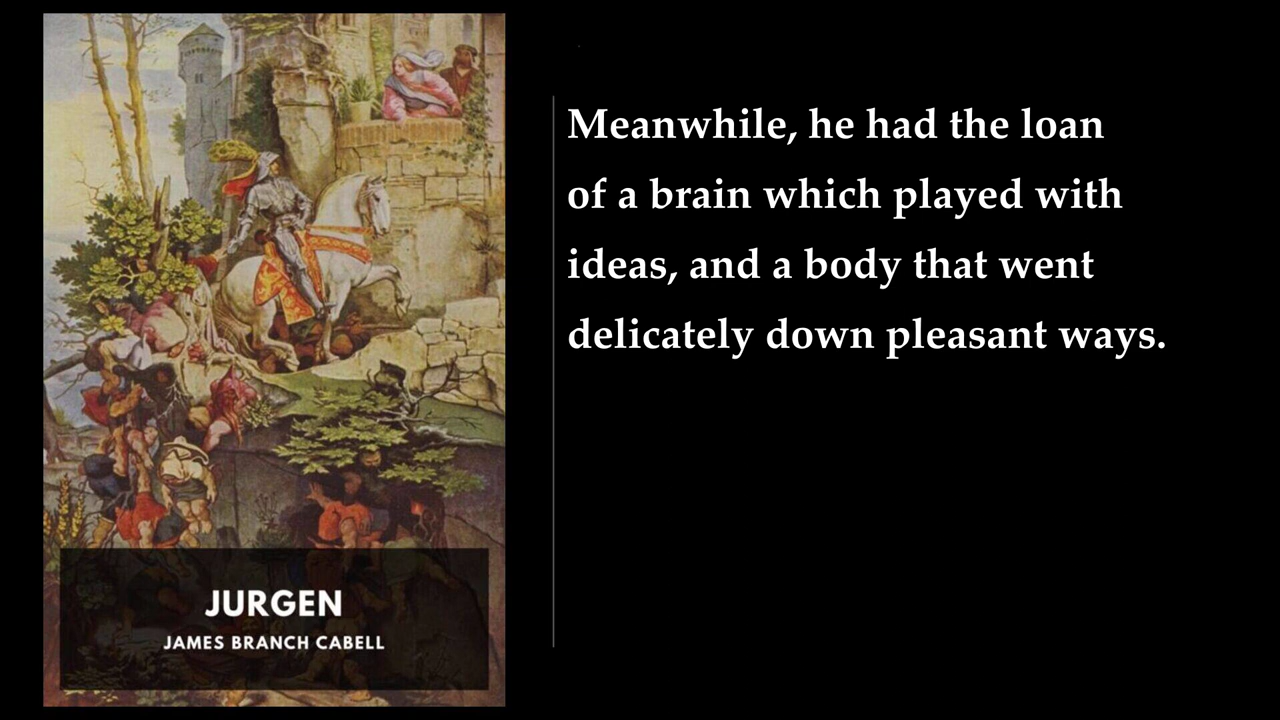 Meanwhile, he had the loan
of a brain which played with
ideas, and a body that went
delicately down pleasant ways.
JURGEN
JAMES BRANCH CABELL